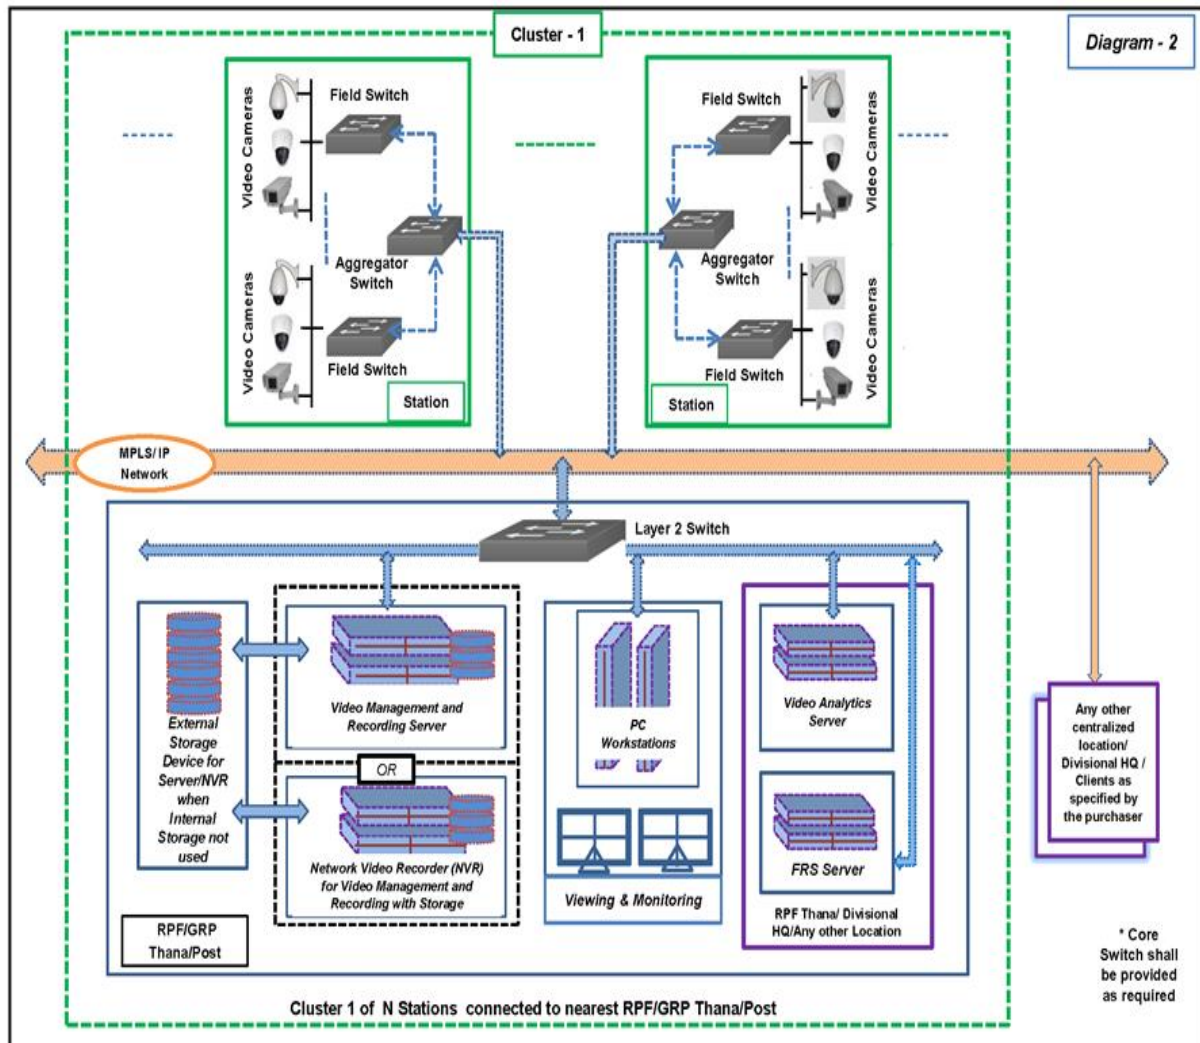 Cluster - 1
Diagram - 2
Video Cameras
Field Switch
Aggregator
Switch
Video Cameras
Field Switch
Station
Field Switch
Video Cameras
Aggregator
Switch
Field Switch
Video Cameras
Station
MPLS/ IP
Network
Layer 2 Switch
External
Storage
Device for
Server/NVR
when
Internal
Storage not
used
Video Management and
Recording Server
OR
Network Video Recorder (NVR)
for Video Management and
Recording with Storage
PC
Workstations
Viewing & Monitoring
Video Analytics
Server
FRS Server
RPF Thana/ Divisional
HQ/Any other Location
RPF/GRP
Thana/Post
Any other
centralized
location/
Divisional HQ /
Clients as
specified by
the purchaser
* Core
Switch shall
be provided
as required
Cluster 1 of N Stations connected to nearest RPF/GRP Thana/Post